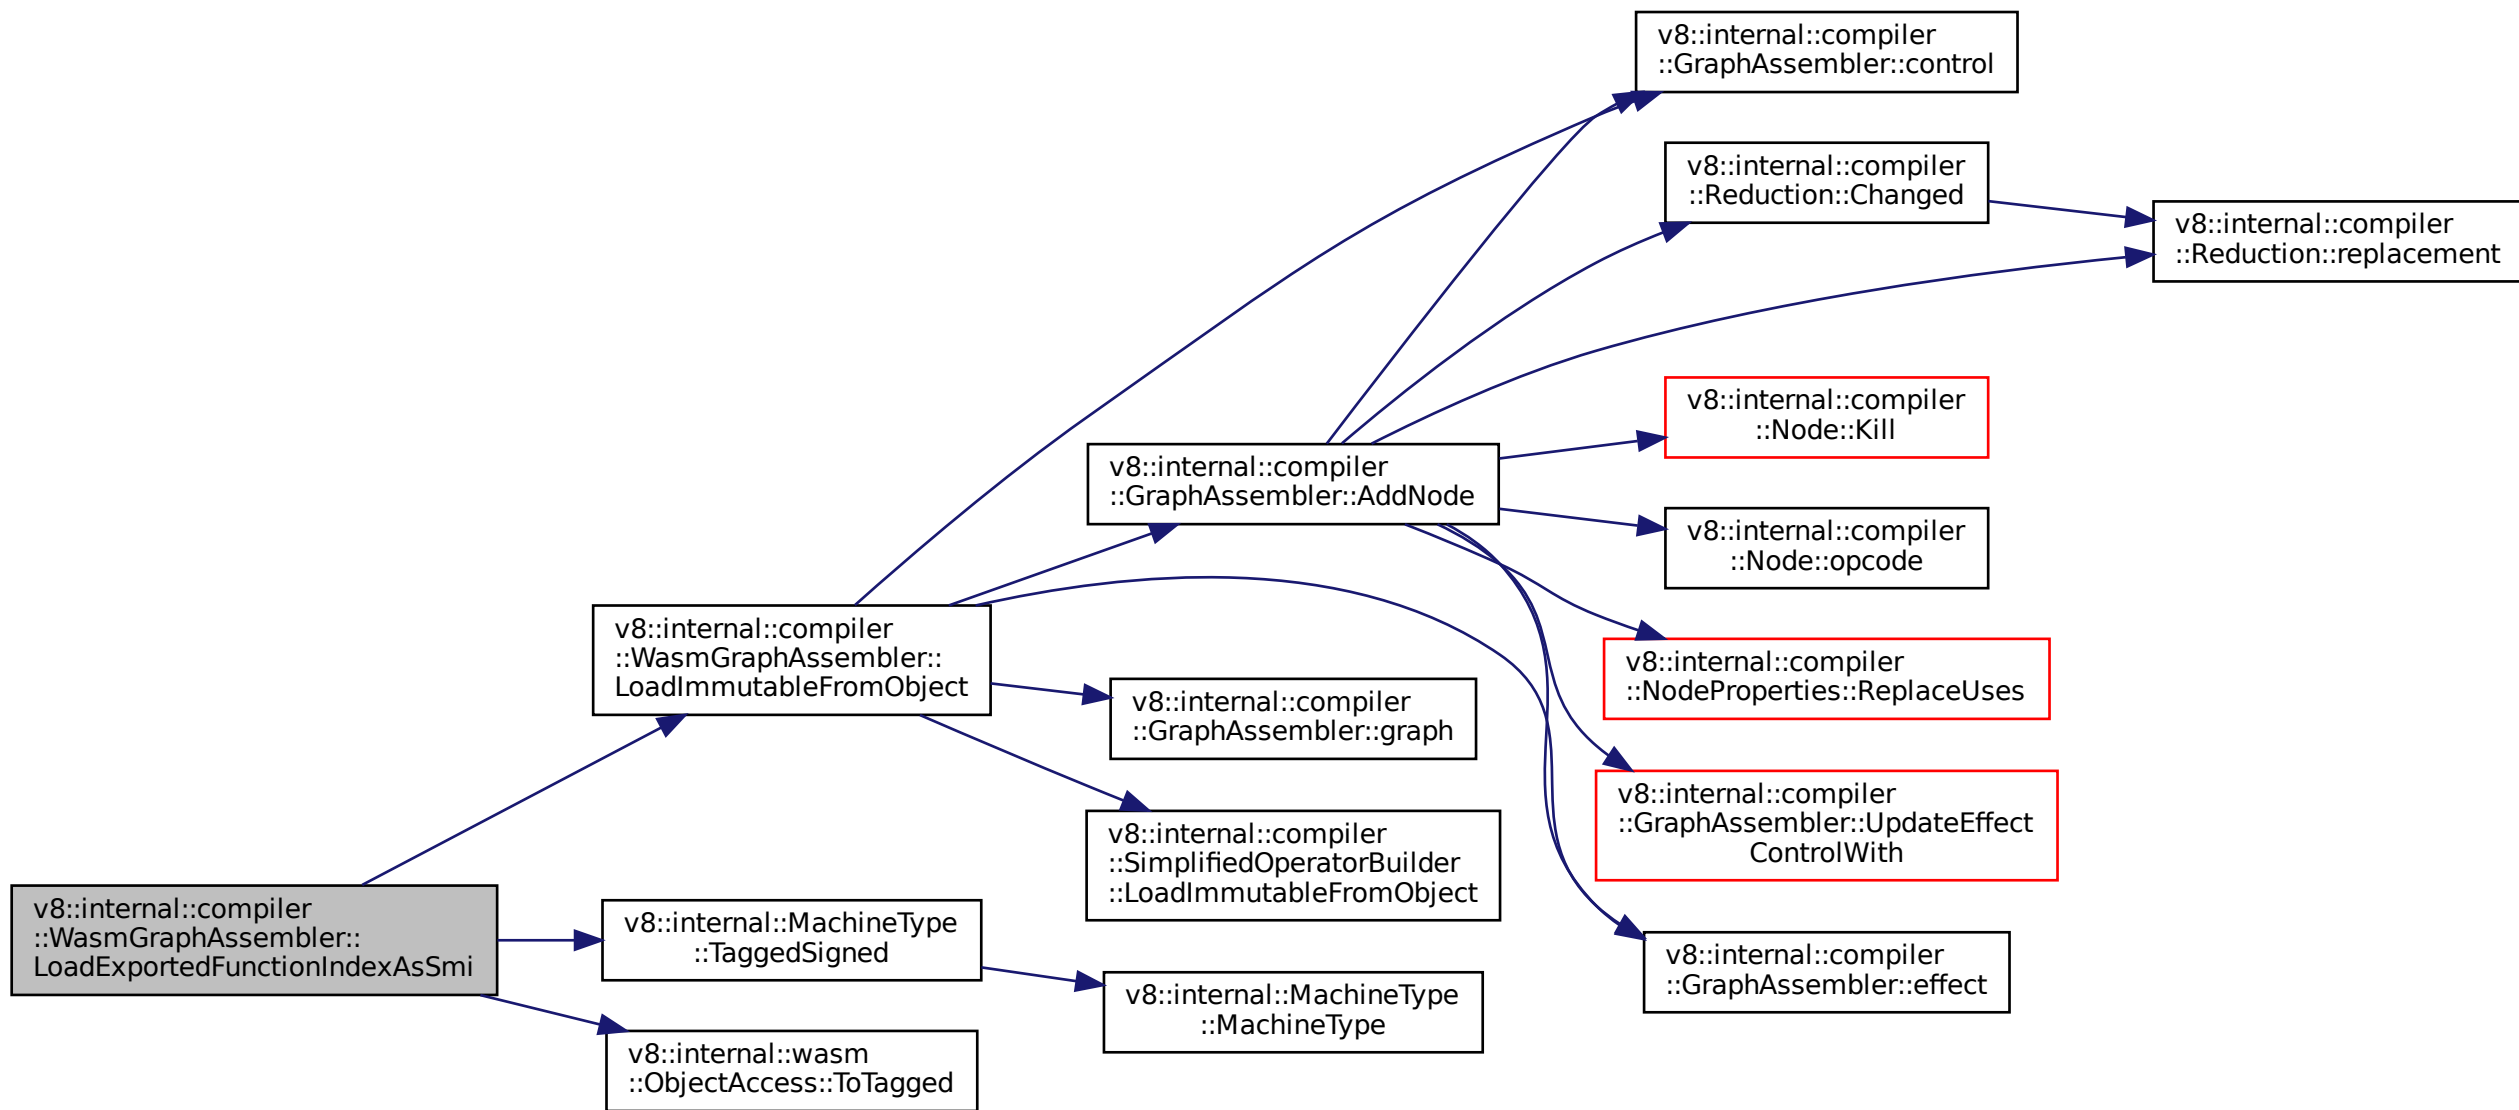 v8::internal::compiler
::GraphAssembler::control
v8::internal::compiler
::Reduction::Changed
v8::internal::compiler
::Reduction::replacement
v8::internal::compiler
::Node::Kill
v8::internal::compiler
::GraphAssembler::AddNode
v8::internal::compiler
::Node::opcode
v8::internal::compiler
::WasmGraphAssembler::
LoadImmutableFromObject
v8::internal::compiler
::NodeProperties::ReplaceUses
v8::internal::compiler
::GraphAssembler::graph
v8::internal::compiler
::GraphAssembler::UpdateEffect
ControlWith
v8::internal::compiler
::SimplifiedOperatorBuilder
::LoadImmutableFromObject
v8::internal::compiler
::WasmGraphAssembler::
LoadExportedFunctionIndexAsSmi
v8::internal::MachineType
::TaggedSigned
v8::internal::compiler
::GraphAssembler::effect
v8::internal::MachineType
::MachineType
v8::internal::wasm
::ObjectAccess::ToTagged